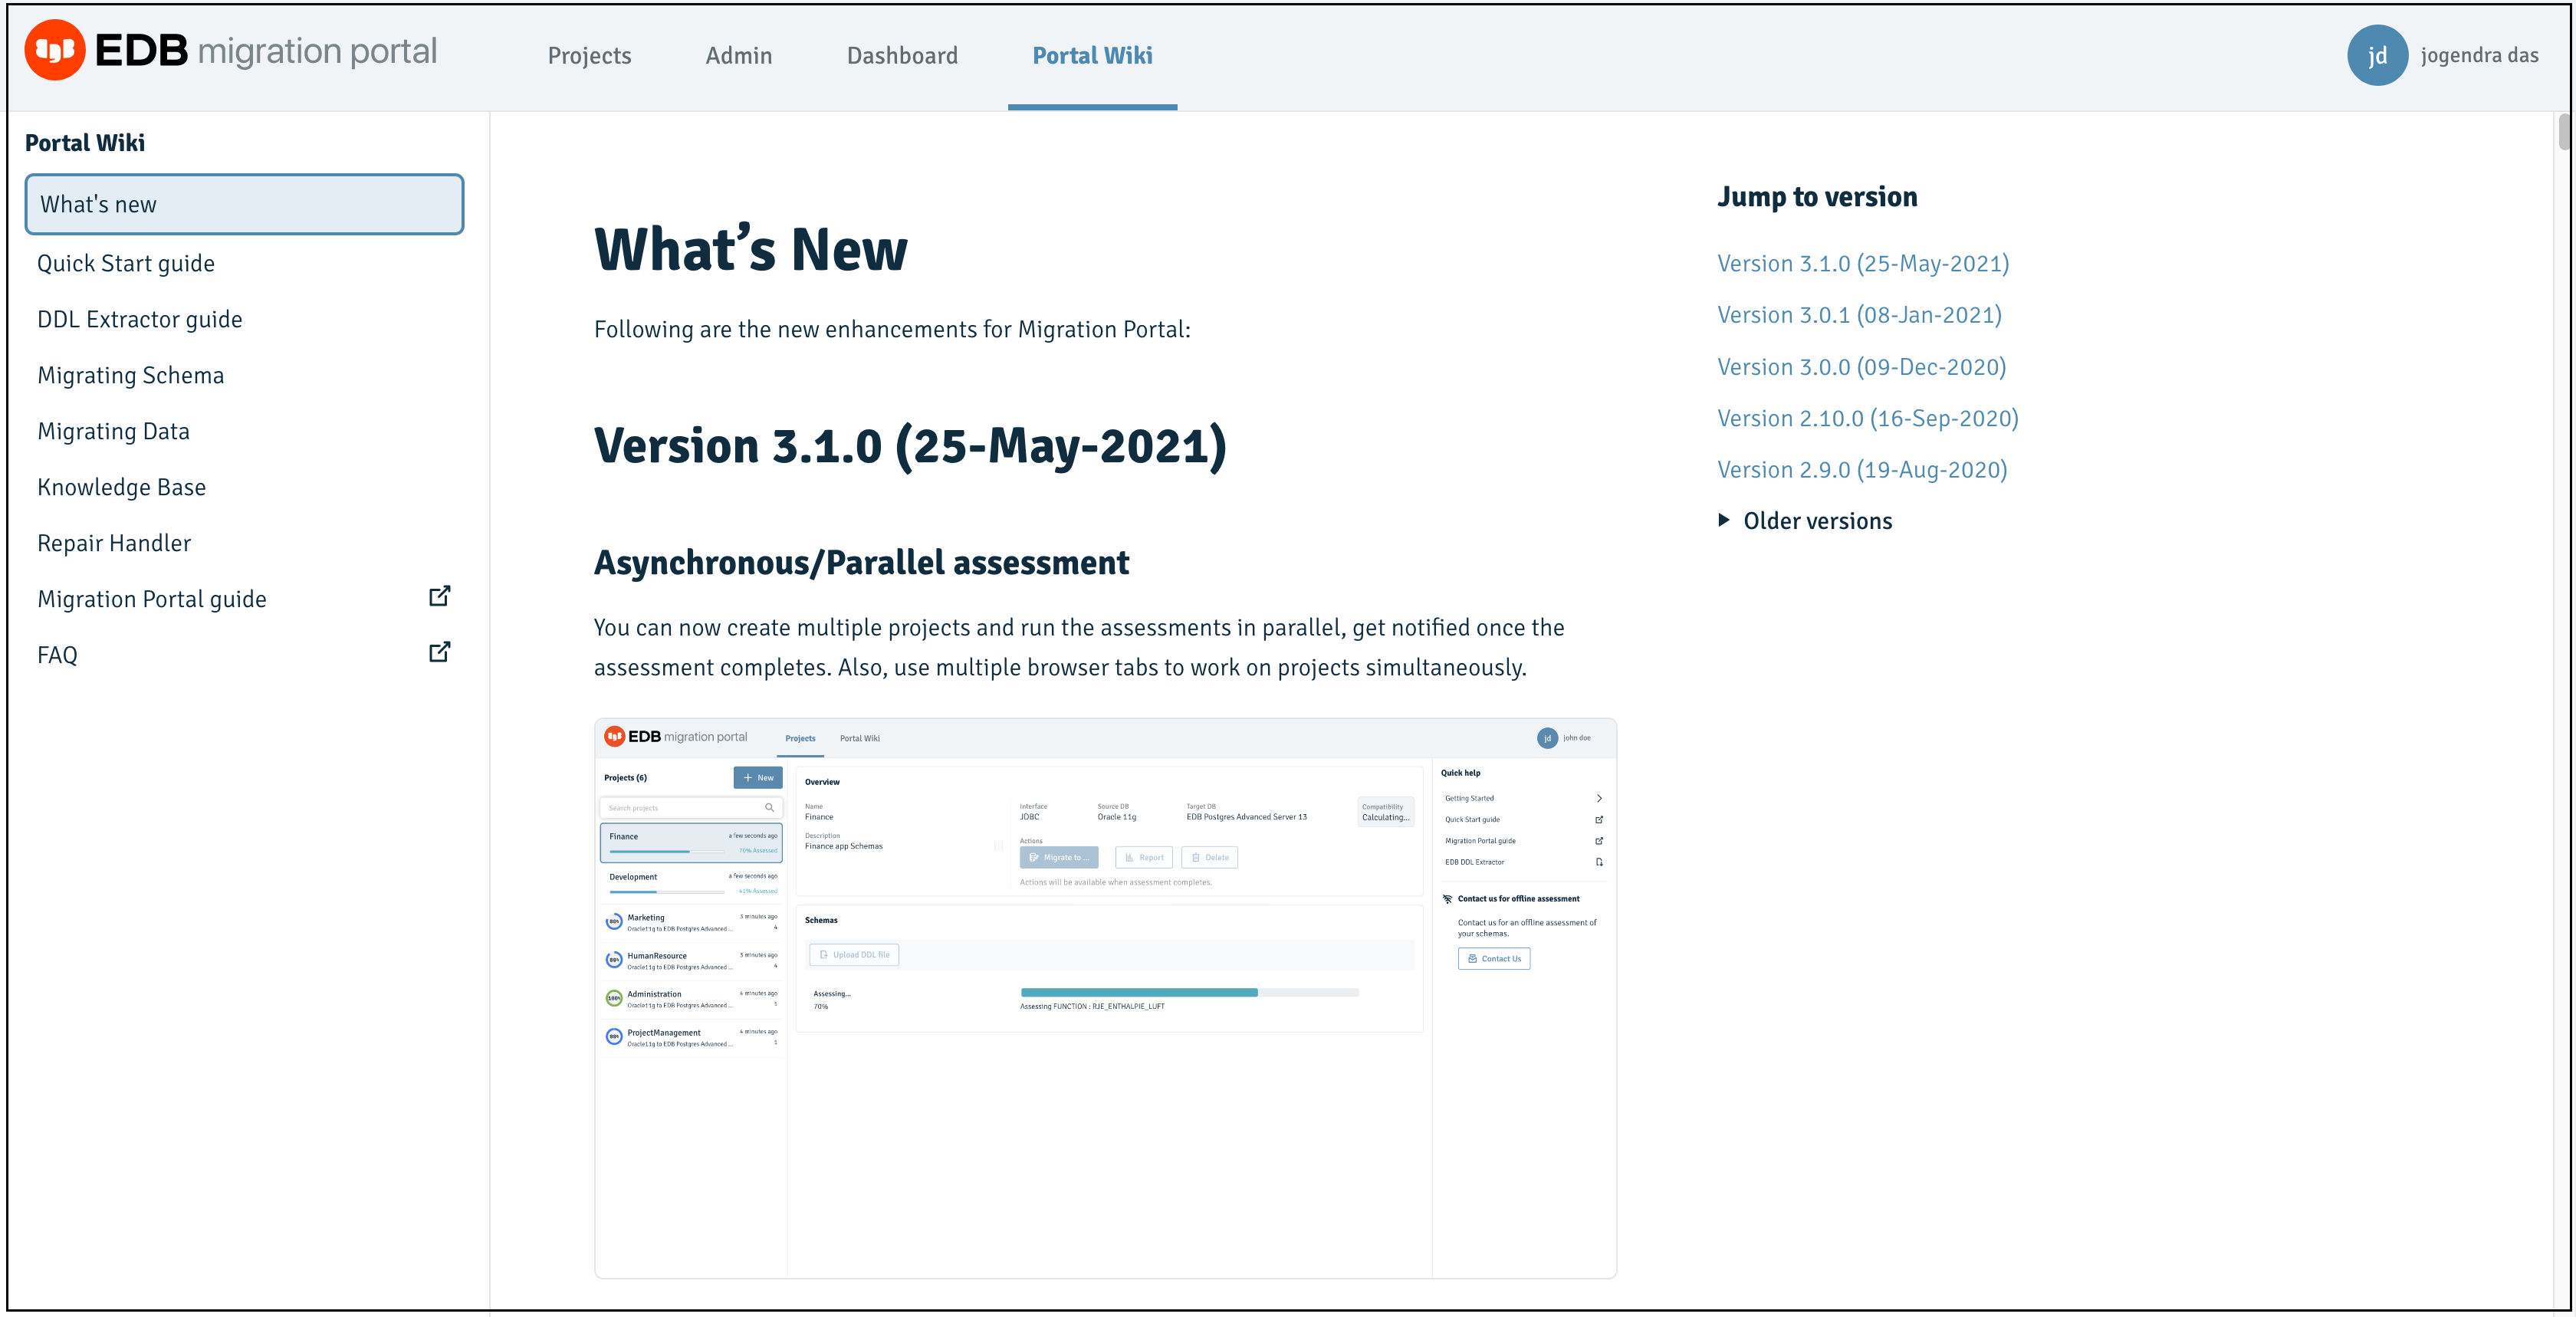 EDB migration portal
Projects
Admin
Dashboard
Portal Wiki
jd
jogendra das
Portal Wiki
What's new
Quick Start guide
DDL Extractor guide
Migrating Schema
Migrating Data
Knowledge Base
Repair Handler
Migration Portal guide
FAQ
What’s New
Following are the new enhancements for Migration Portal:
Version 3.1.0 (25-May-2021)
Asynchronous/Parallel assessment
You can now create multiple projects and run the assessments in parallel, get notified once the
assessment completes. Also, use multiple browser tabs to work on projects simultaneously.
EDB migration portal
Projects
Portal Wiki
jd
john doe
Projects (6)
New
Search projects
Finance
a few seconds ago
70% Assessed
Development
a few seconds ago
41% Assessed
Marketing
3 minutes ago
Oracle11g to EDB Postgres Advanced ...
4
HumanResource
3 minutes ago
Oracle11g to EDB Postgres Advanced ...
4
100%
Administration
4 minutes ago
Oracle11g to EDB Postgres Advanced ...
1
ProjectManagement
4 minutes ago
Oracle11g to EDB Postgres Advanced ...
1
Overview
Name
Finance
Description
Finance app Schemas
Interface
JDBC
Source DB
Oracle 11g
Target DB
EDB Postgres Advanced Server 13
Compatibility
Calculating...
Actions
Migrate to ...
Report
Delete
Actions will be available when assessment completes.
Schemas
Upload DDL file
Assessing...
70%
Assessing FUNCTION : RJE_ENTHALPIE_LUFT
Quick help
Getting Started
Quick Start guide
Migration Portal guide
EDB DDL Extractor
Contact us for offline assessment
Contact us for an offline assessment of
your schemas.
Contact Us
Jump to version
Version 3.1.0 (25-May-2021)
Version 3.0.1 (08-Jan-2021)
Version 3.0.0 (09-Dec-2020)
Version 2.10.0 (16-Sep-2020)
Version 2.9.0 (19-Aug-2020)
Older versions